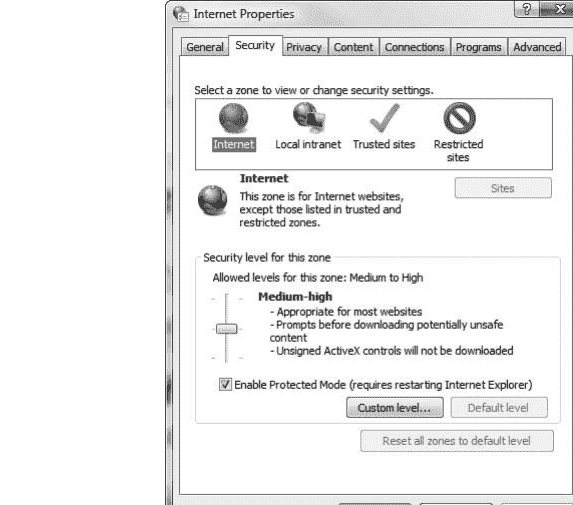 Internet Properties
?
General Security Privacy Content Connections Programs Advanced
Select a zone to view or change security settings.
Internet Local intranet Trusted sites Restricted
sites
Internet
Sites
This zone is for Internet websites,
except those listed in trusted and
restricted zones.
Security level for this zone
Allowed levels for this zone: Medium to High
Medium-high
- Appropriate for most websites
- Prompts before downloading potentially unsafe
content
- Unsigned ActiveX controls will not be downloaded
Enable Protected Mode (requires restarting Internet Explorer)
Custom level... Default level
Reset all zones to default level